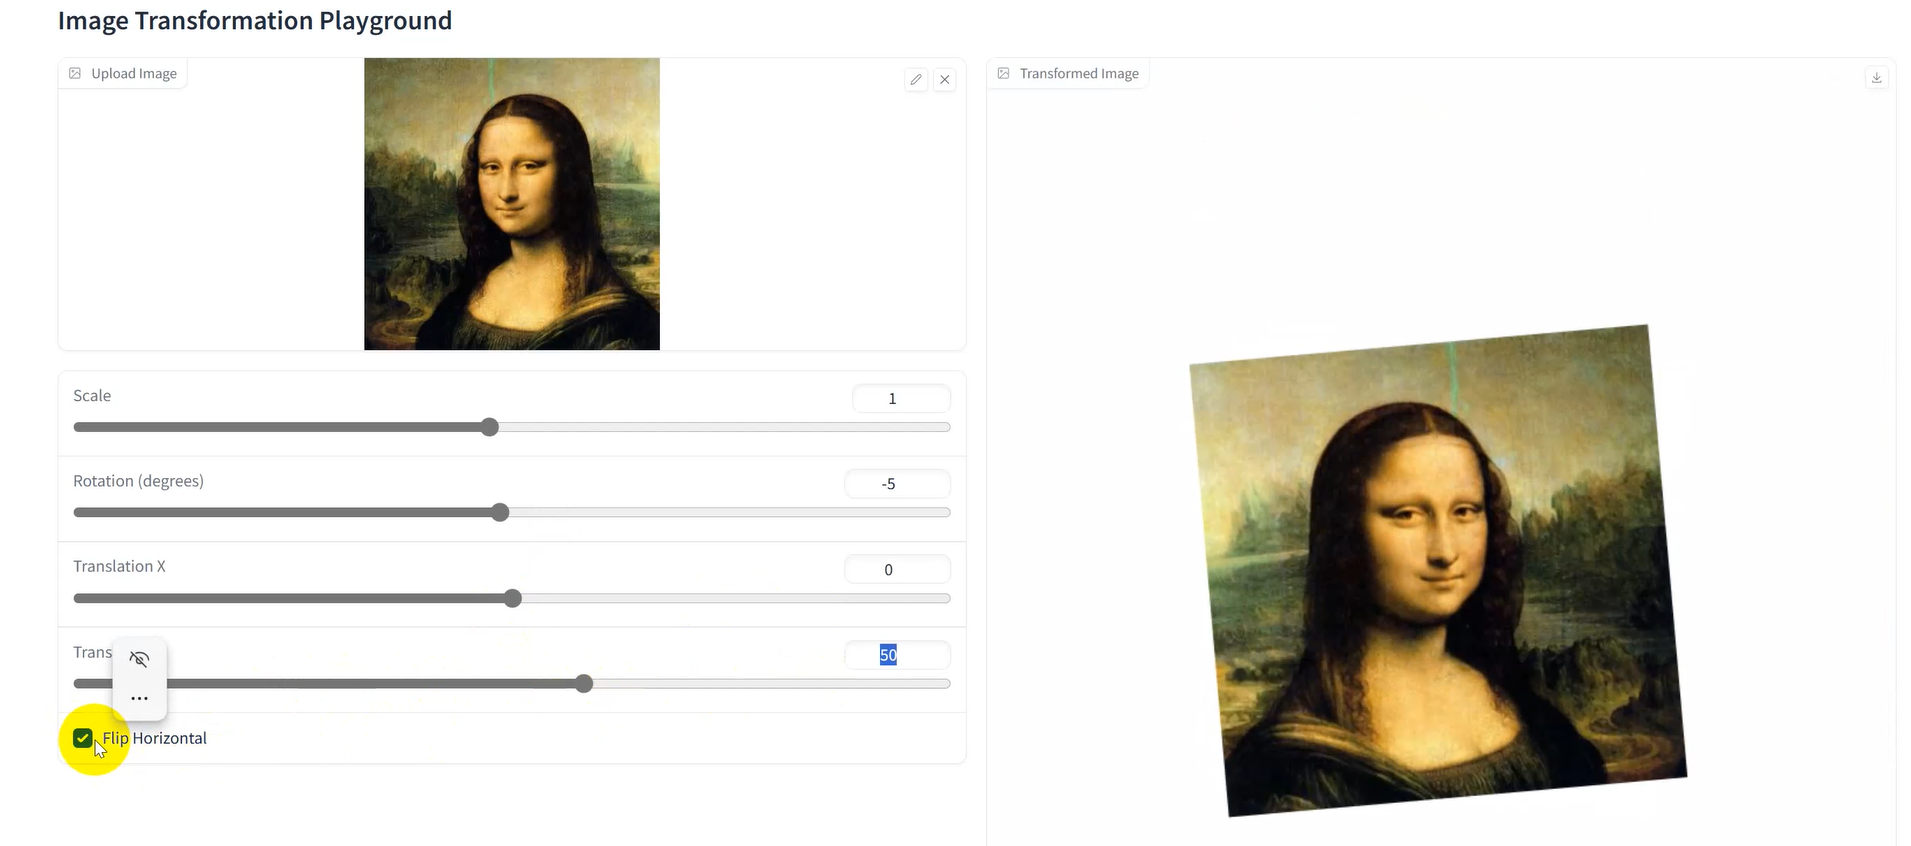 Image Transformation Playground
Upload Image
Transformed Image
Scale
1
Rotation (degrees)
-5
Translation X
0
Trans
50
Flip Horizontal